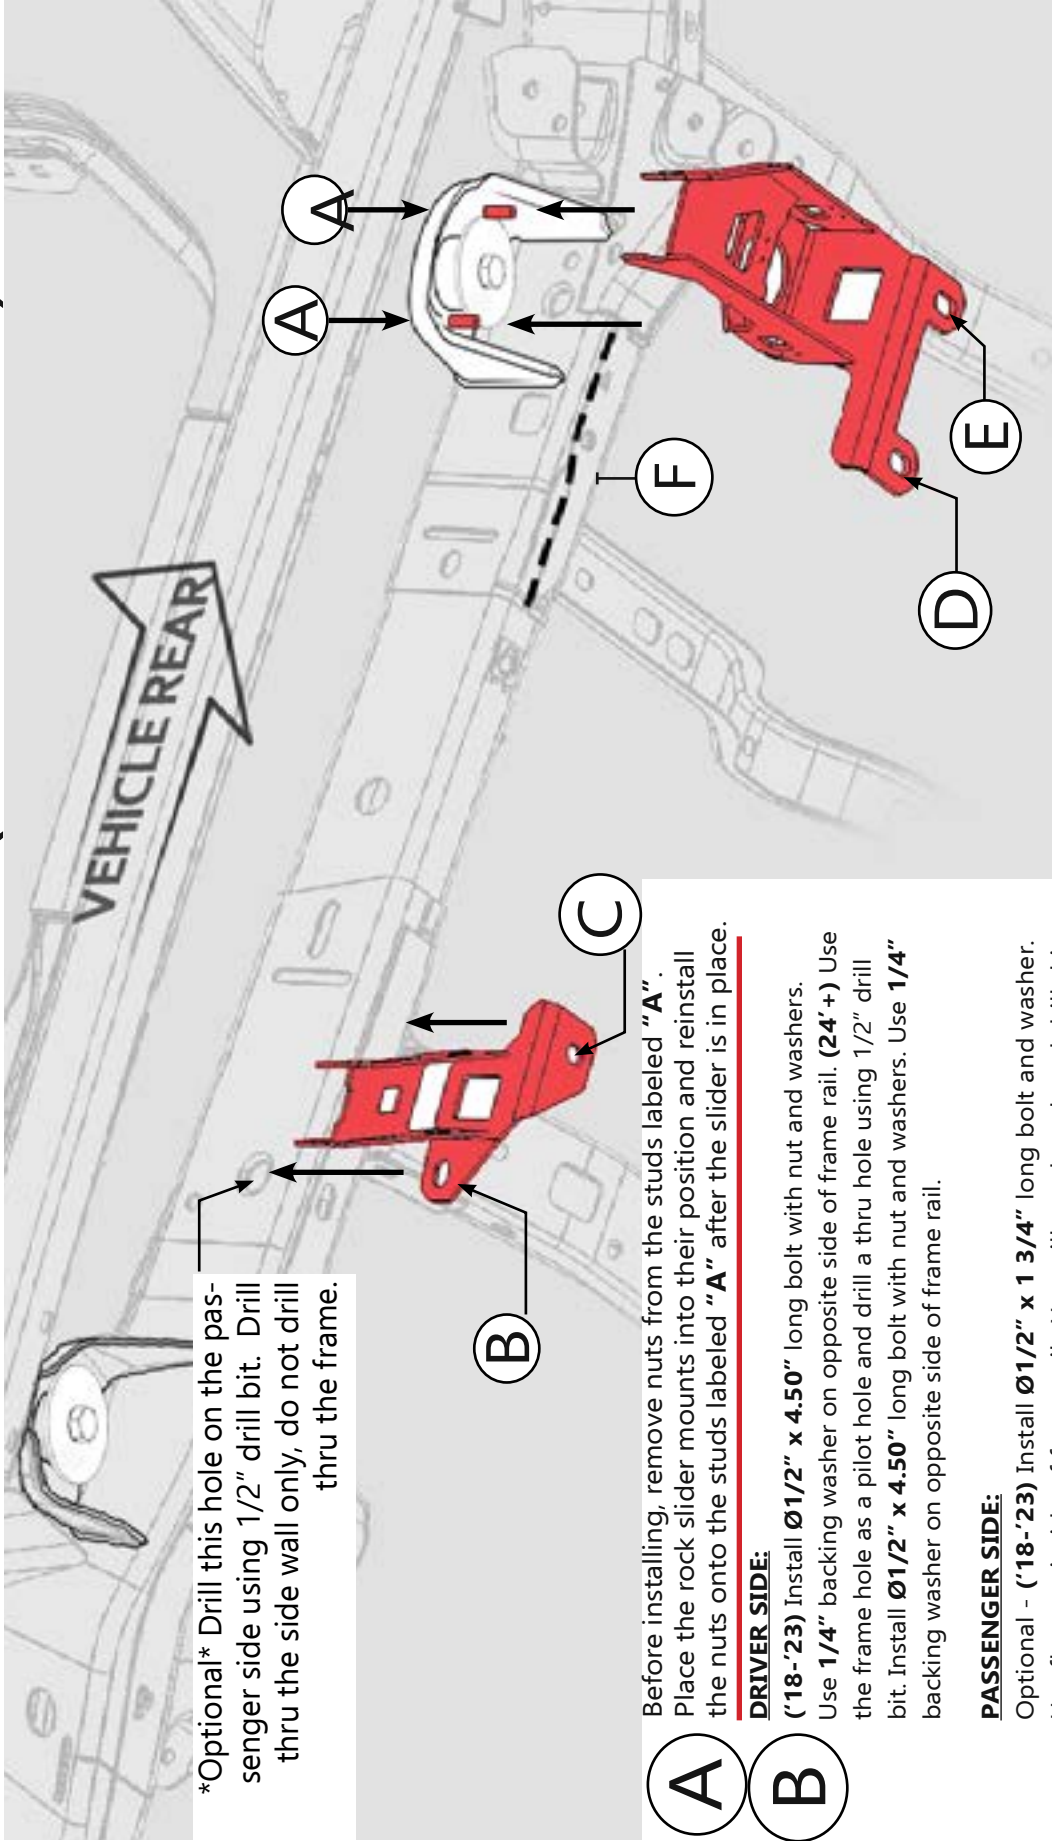 A
A
VEHICLE REAR
F
E
D
C
B
*Optional* Drill this hole on the pas-
senger side using 1/2" drill bit. Drill
thru the side wall only, do not drill
thru the frame.
A
Before installing, remove nuts from the studs labeled "A".
Place the rock slider mounts into their position and reinstall
the nuts onto the studs labeled "A" after the slider is in place.
B
DRIVER SIDE:
('18-'23) Install Ø1/2" x 4.50" long bolt with nut and washers.
Use 1/4" backing washer on opposite side of frame rail. (24'+) Use
the frame hole as a pilot hole and drill a thru hole using 1/2" drill
bit. Install Ø1/2" x 4.50" long bolt with nut and washers. Use 1/4"
backing washer on opposite side of frame rail.
PASSENGER SIDE:
Optional - ('18-'23) Install Ø1/2" x 1 3/4" long bolt and washer.